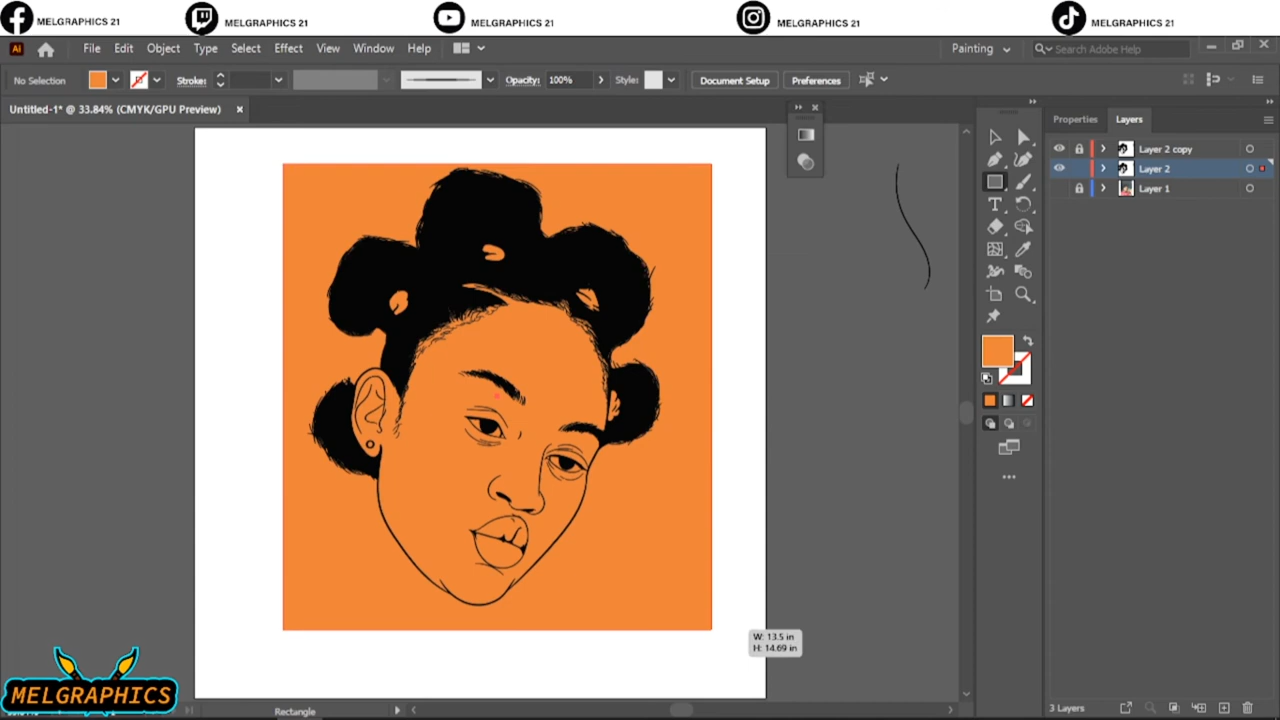 MELGRAPHICS 21
MELGRAPHICS 21
MELGRAPHICS 21
MELGRAPHICS 21
MELGRAPHICS 21
Ai File Edit Object Type Select Effect View Window Help Painting Search Adobe Help
No Selection Stroke: Opacity: 100% Style: Document Setup Preferences
Untitled-1* @ 33.84% (CMYK/GPU Preview)
Properties Layers
Layer 2 copy
Layer 2
Layer 1
W: 13.5 in
H: 14.69 in
MELGRAPHICS
Rectangle
3 Layers